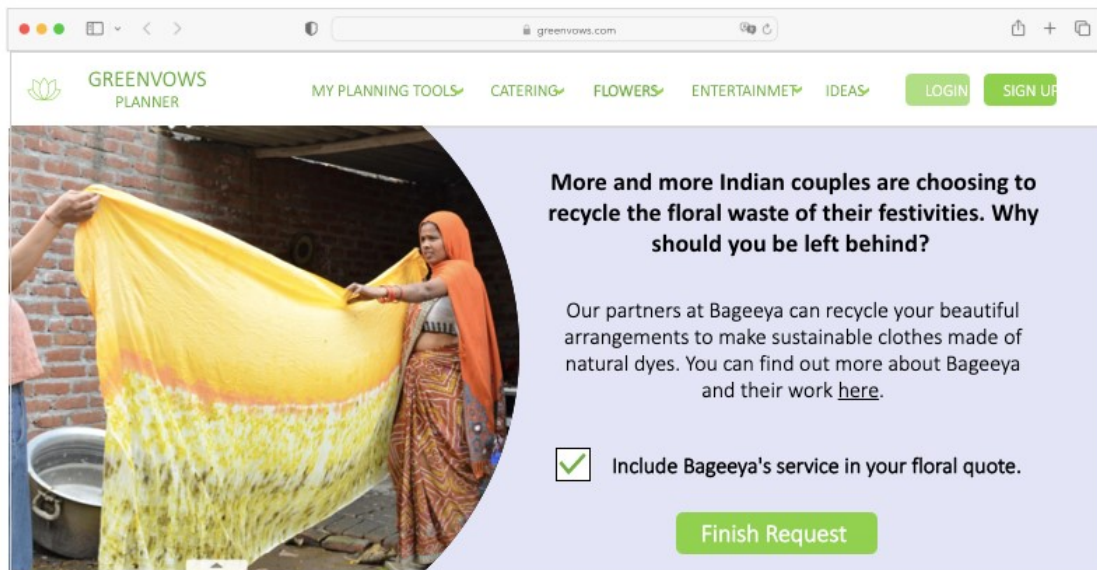 greenvows.com
GREENVOWS
PLANNER
MY PLANNING TOOLS
CATERING
FLOWERS
ENTERTAINMET
IDEAS
LOGIN
SIGN UP
More and more Indian couples are choosing to
recycle the floral waste of their festivities. Why
should you be left behind?
Our partners at Bageeya can recycle your beautiful
arrangements to make sustainable clothes made of
natural dyes. You can find out more about Bageeya
and their work here.
Include Bageeya's service in your floral quote.
Finish Request